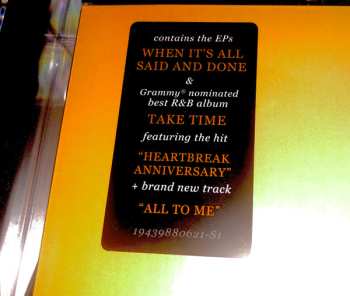 contains the EPs
WHEN IT'S ALL
SAID AND DONE
&
Grammy® nominated
best R&B album
TAKE TIME
featuring the hit
"HEARTBREAK
ANNIVERSARY"
+ brand new track
"ALL TO ME"
19439880621-S1